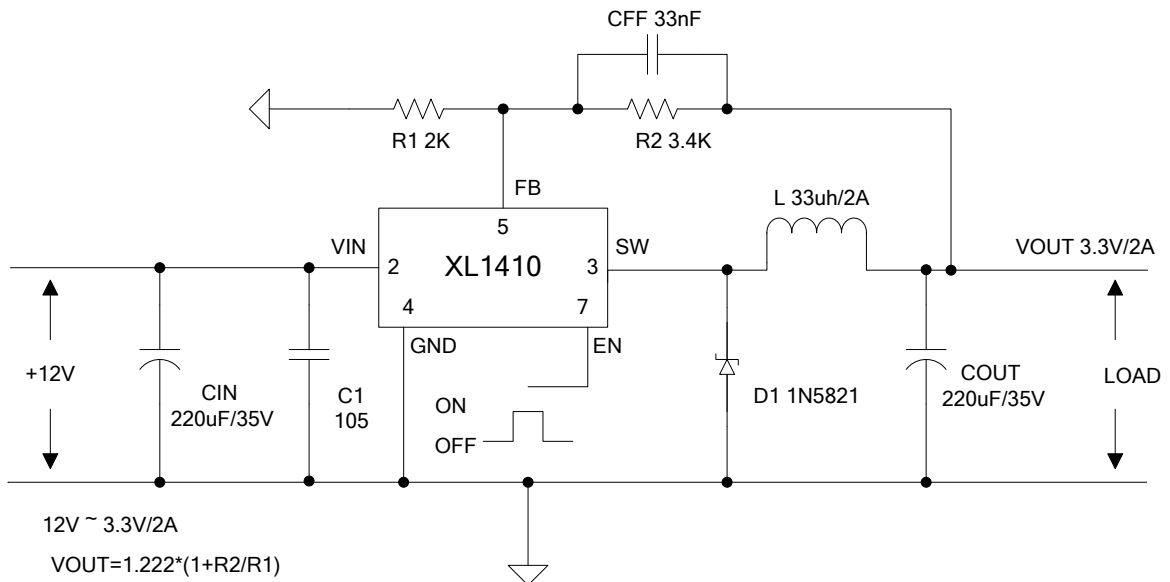 CFF 33nF
R1 2K
R2 3.4K
FB
5
L 33uh/2A
VIN
SW
VOUT 3.3V/2A
2
XL1410
3
4
7
GND
EN
+12V
CIN
220uF/35V
C1
105
ON
OFF
D1 1N5821
COUT
220uF/35V
LOAD
12V ~ 3.3V/2A
VOUT=1.222*(1+R2/R1)